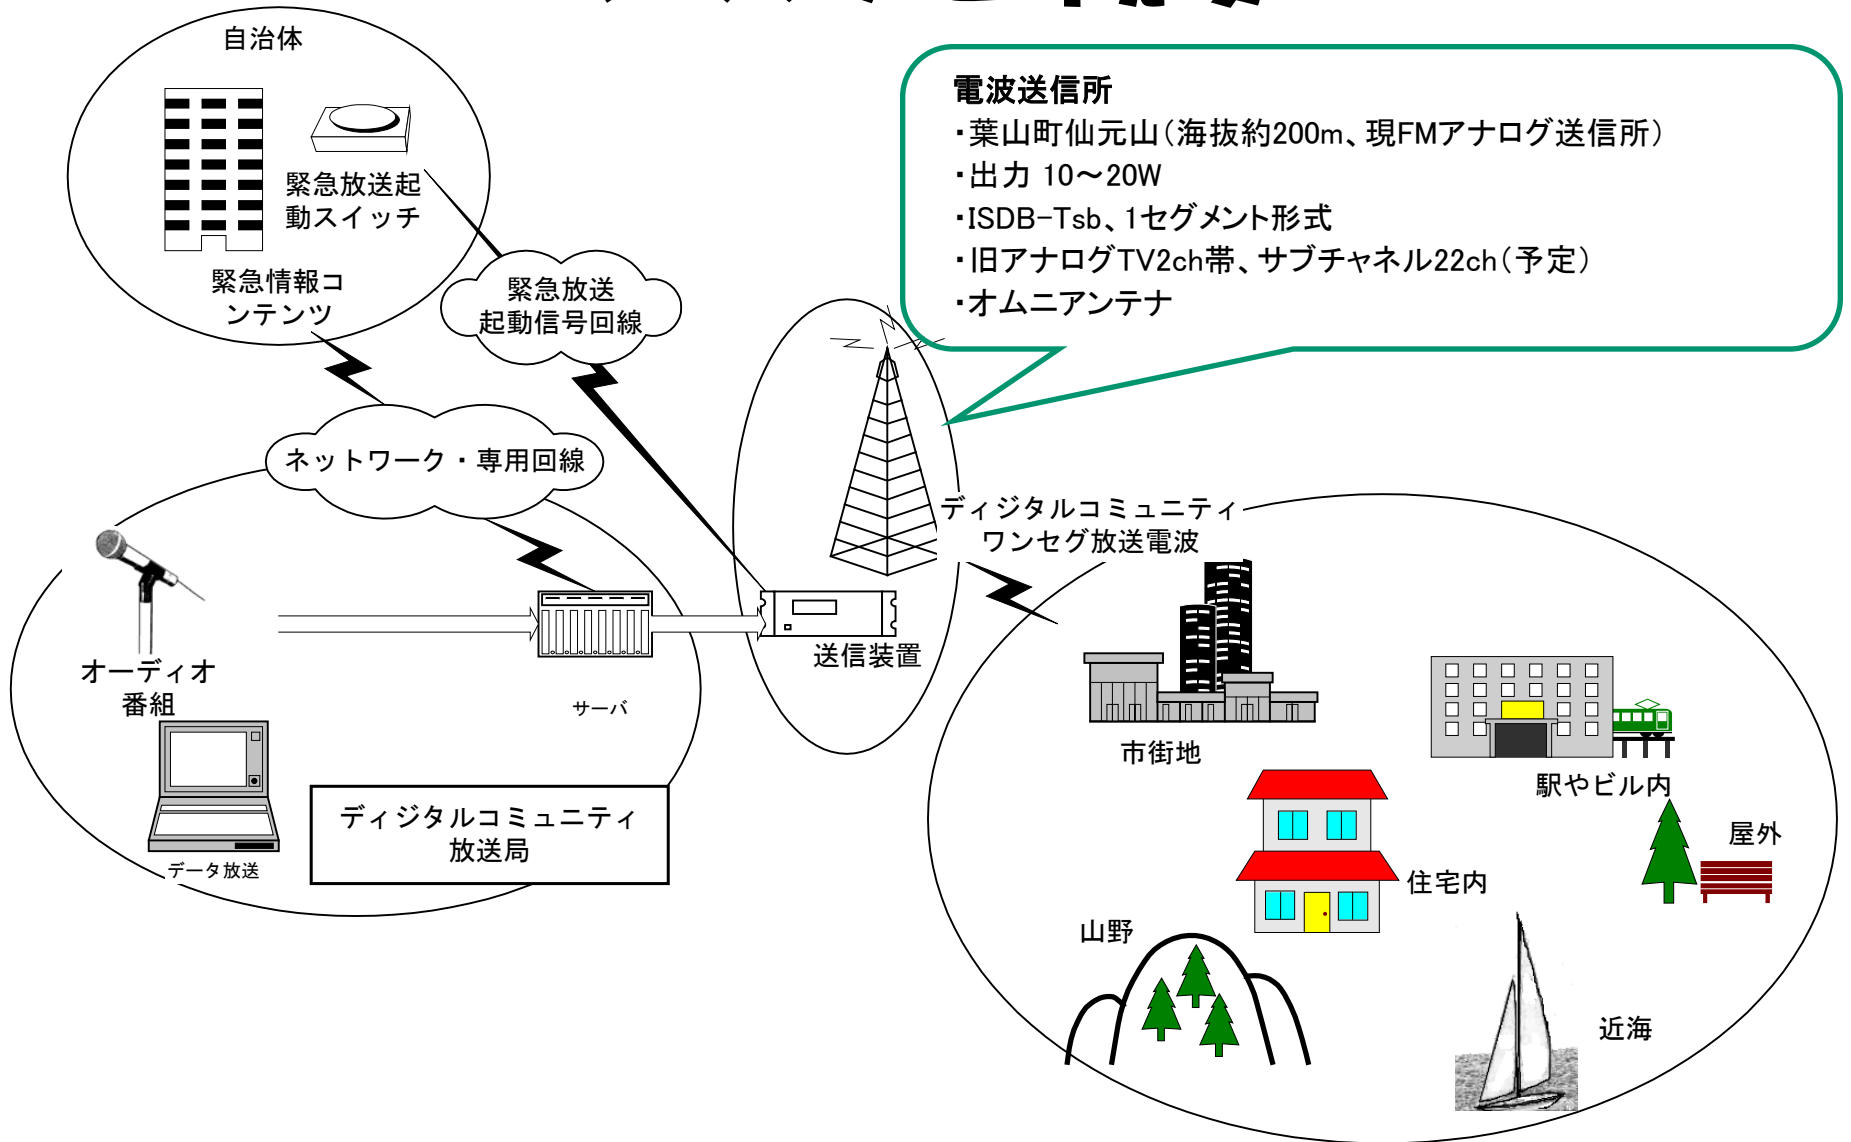 自治体
緊急放送起
動スイッチ
緊急情報コ
ンテンツ
緊急放送
起動信号回線
電波送信所
・葉山町仙元山(海抜約200m、現FMアナログ送信所)
・出力 10～20W
・ISDB-Tsb、1セグメント形式
・旧アナログTV2ch帯、サブチャネル22ch(予定)
・オムニアンテナ
ネットワーク・専用回線
ディジタルコミュニティ
ワンセグ放送電波
オーディオ
番組
サーバ
送信装置
データ放送
ディジタルコミュニティ
放送局
市街地
駅やビル内
屋外
住宅内
山野
近海